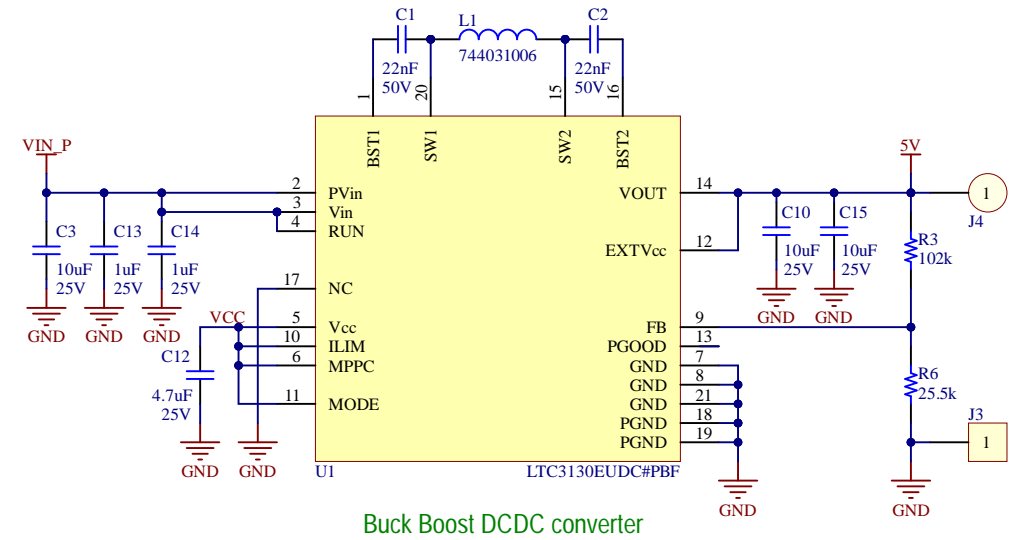 C1
L1
C2
744031006
22nF
50V
22nF
50V
1
20
15
16
BST1
SW1
SW2
BST2
VIN_P
5V
2
PVin
VOUT
14
1
J4
3
Vin
4
RUN
C3
10uF
25V
C13
1uF
25V
C14
1uF
25V
EXTVcc
12
C10
10uF
25V
C15
10uF
25V
R3
102k
GND
GND
GND
17
NC
GND
GND
VCC
5
Vcc
FB
9
10
ILIM
PGOOD
13
6
MPPC
GND
7
C12
4.7uF
25V
GND
8
11
MODE
GND
21
PGND
18
PGND
19
R6
25.5k
J3
1
GND
GND
U1
LTC3130EUDC#PBF
GND
GND
Buck Boost DCDC converter